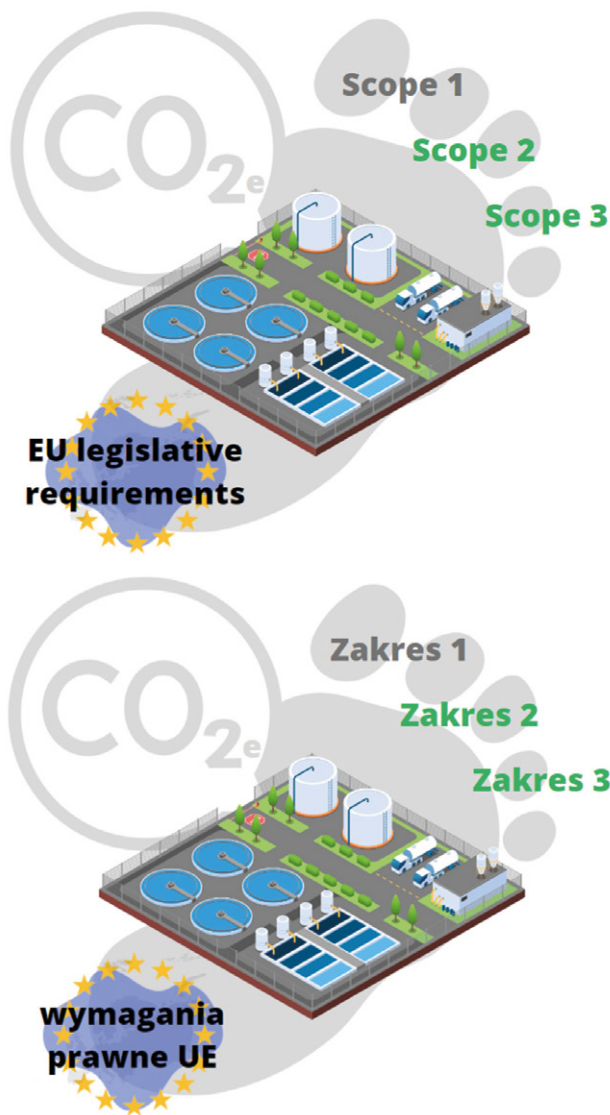 CO2e
Scope 1
Scope 2
Scope 3
EU legislative
requirements
CO2e
Zakres 1
Zakres 2
Zakres 3
wymagania
prawne UE